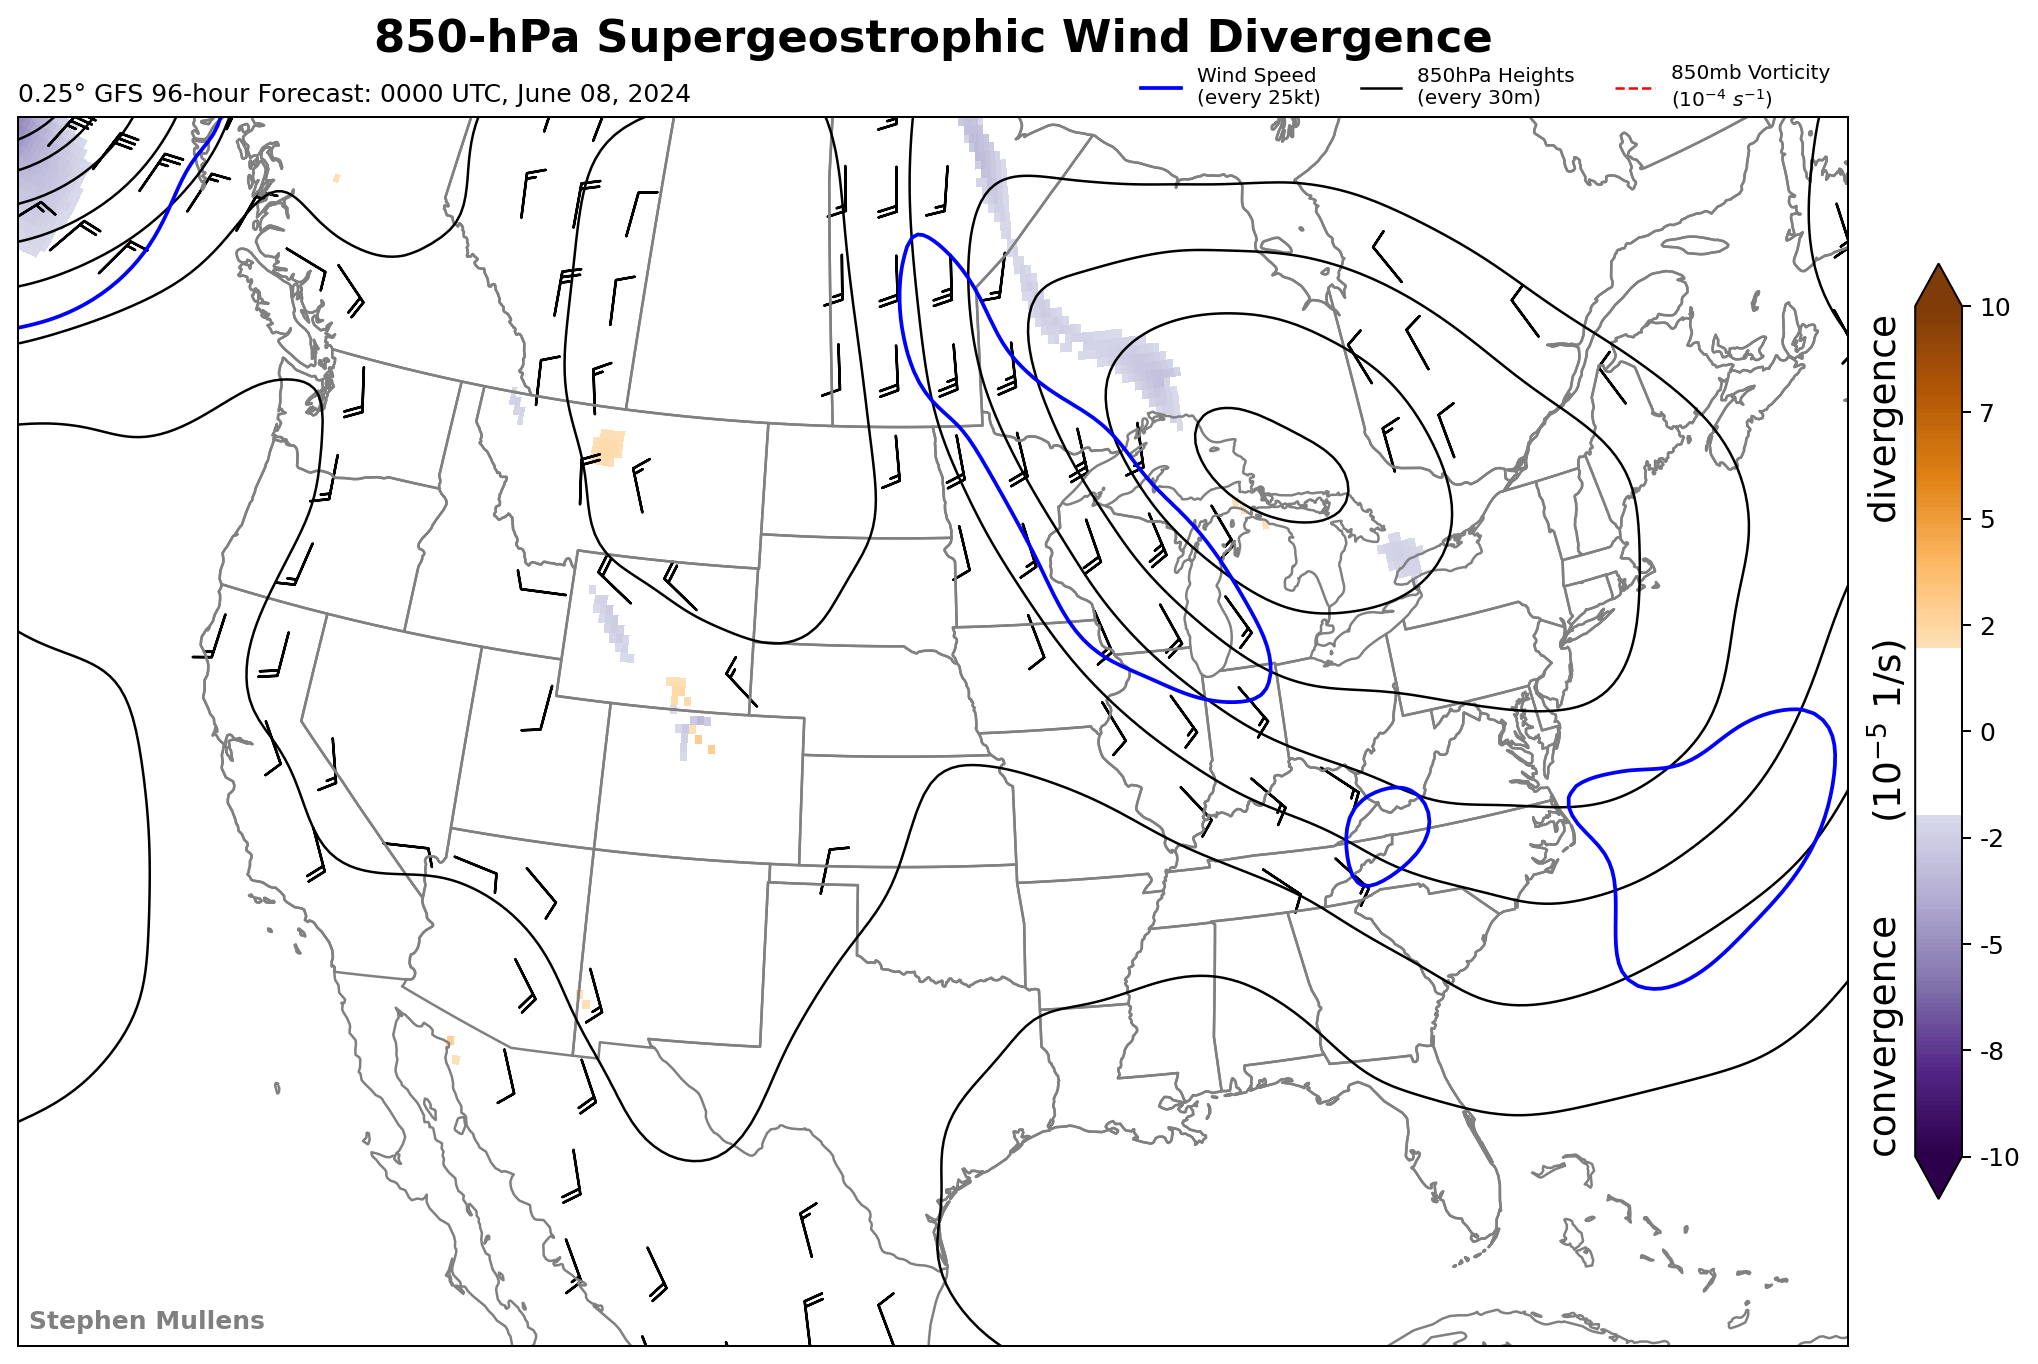 850-hPa Supergeostrophic Wind Divergence
0.25° GFS 96-hour Forecast: 0000 UTC, June 08, 2024
Wind Speed
(every 25kt)
850hPa Heights
(every 30m)
850mb Vorticity
(10⁻⁴ s⁻¹)
10
7
5
2
0
-2
-5
-8
-10
convergence (10⁻⁵ 1/s) divergence
Stephen Mullens